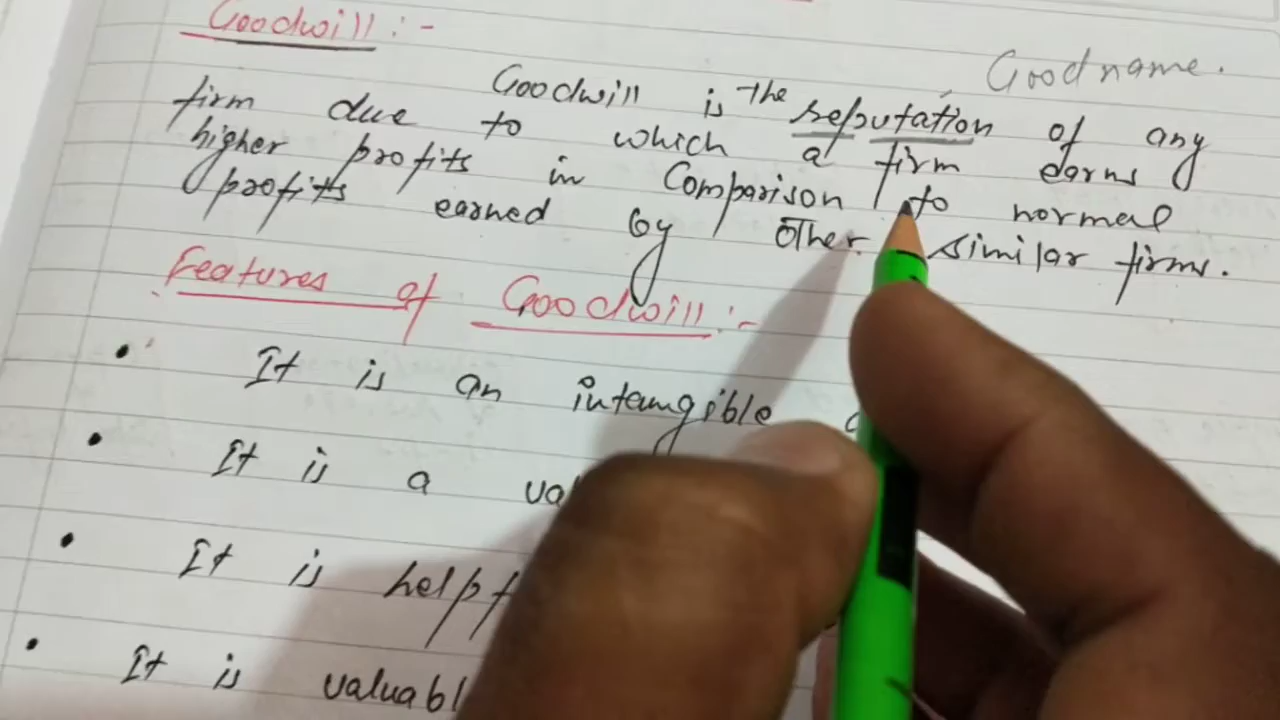 Goodwill :-
Good name.
Goodwill is the reputation of any
firm due to which a firm earns
higher profits in Comparison to normal
profits earned by other similar firms.
Features of Goodwill :-
• It is an intangible
• It is a
• It is
• It is